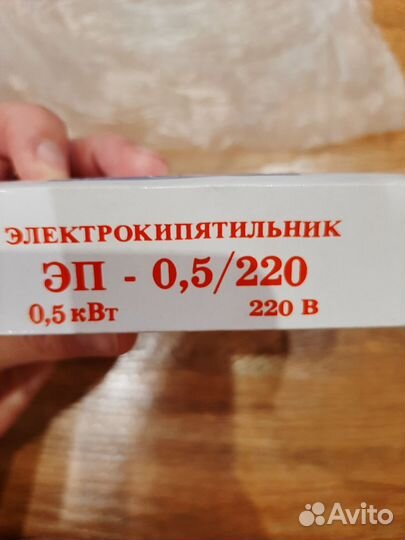 ЭЛЕКТРОКИПЯТИЛЬНИК
ЭП - 0,5/220
0,5 кВт 220 В
Avito